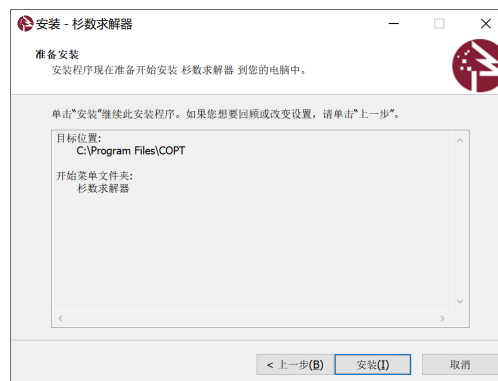 安装 - 杉数求解器
准备安装
安装程序现在准备开始安装 杉数求解器 到您的电脑中。
单击“安装”继续此安装程序。如果您想要回顾或改变设置，请单击“上一步”。
目标位置:
C:\Program Files\COPT
开始菜单文件夹:
杉数求解器
< 上一步(B)
安装(I)
取消